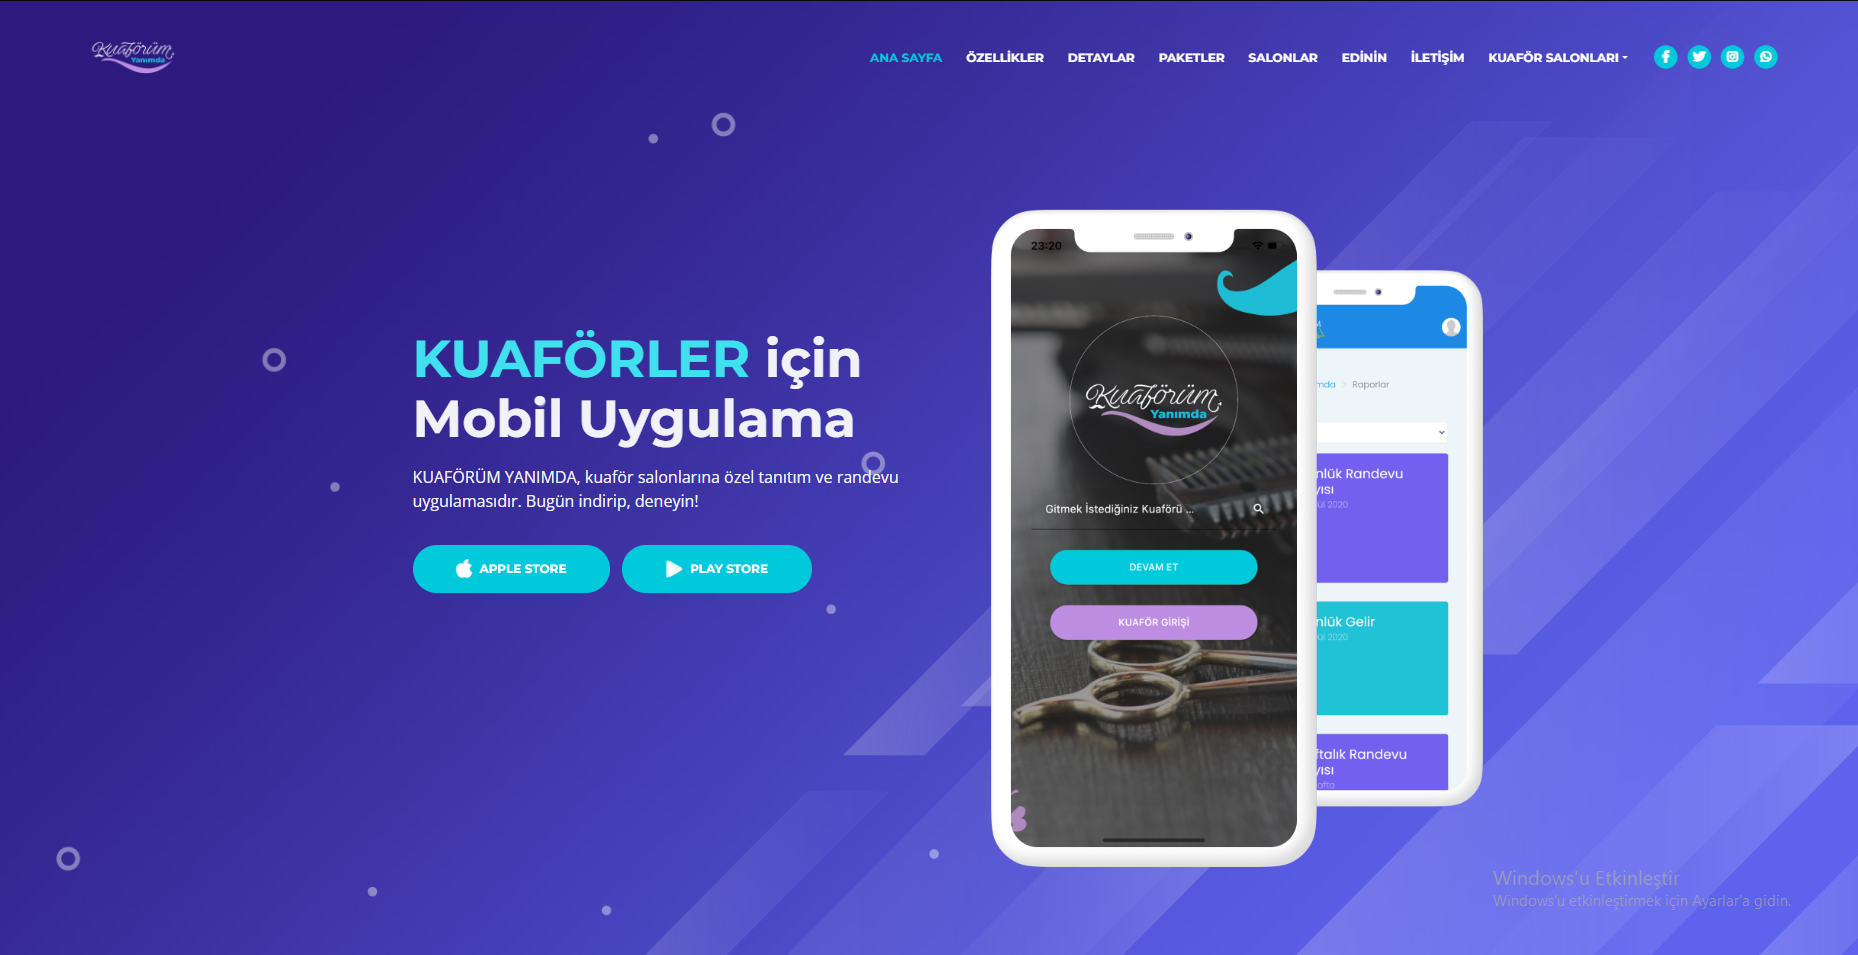 Kuaförüm
Yanımda
ANA SAYFA ÖZELLİKLER DETAYLAR PAKETLER SALONLAR EDİNİN İLETİŞİM KUAFÖR SALONLARI
KUAFÖRLER için
Mobil Uygulama
KUAFÖRÜM YANIMDA, kuaför salonlarına özel tanıtım ve randevu
uygulamasıdır. Bugün indirip, deneyin!
APPLE STORE PLAY STORE
23:20
Kuaförüm
Yanımda
Gitmek İstediğiniz Kuaförü ...
DEVAM ET
KUAFÖR GİRİŞİ
M
mda > Raporlar
nlük Randevu
yısı
ül 2020
nlük Gelir
ül 2020
ftalık Randevu
yısı
afta
Windows'u Etkinleştir
Windows'u etkinleştirmek için Ayarlar'a gidin.